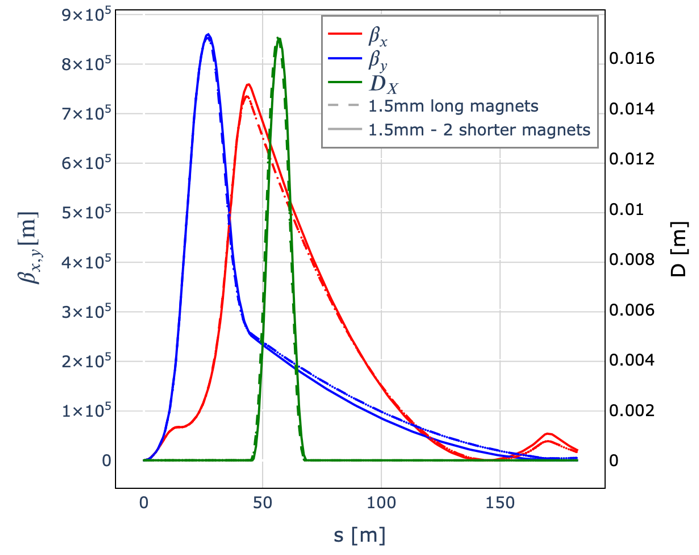 9×10⁵
8×10⁵
7×10⁵
6×10⁵
5×10⁵
4×10⁵
3×10⁵
2×10⁵
1×10⁵
0
βx,y[m]
βx
βy
DX
1.5mm long magnets
1.5mm - 2 shorter magnets
0.016
0.014
0.012
0.01
0.008
0.006
0.004
0.002
0
D [m]
0 50 100 150
s [m]